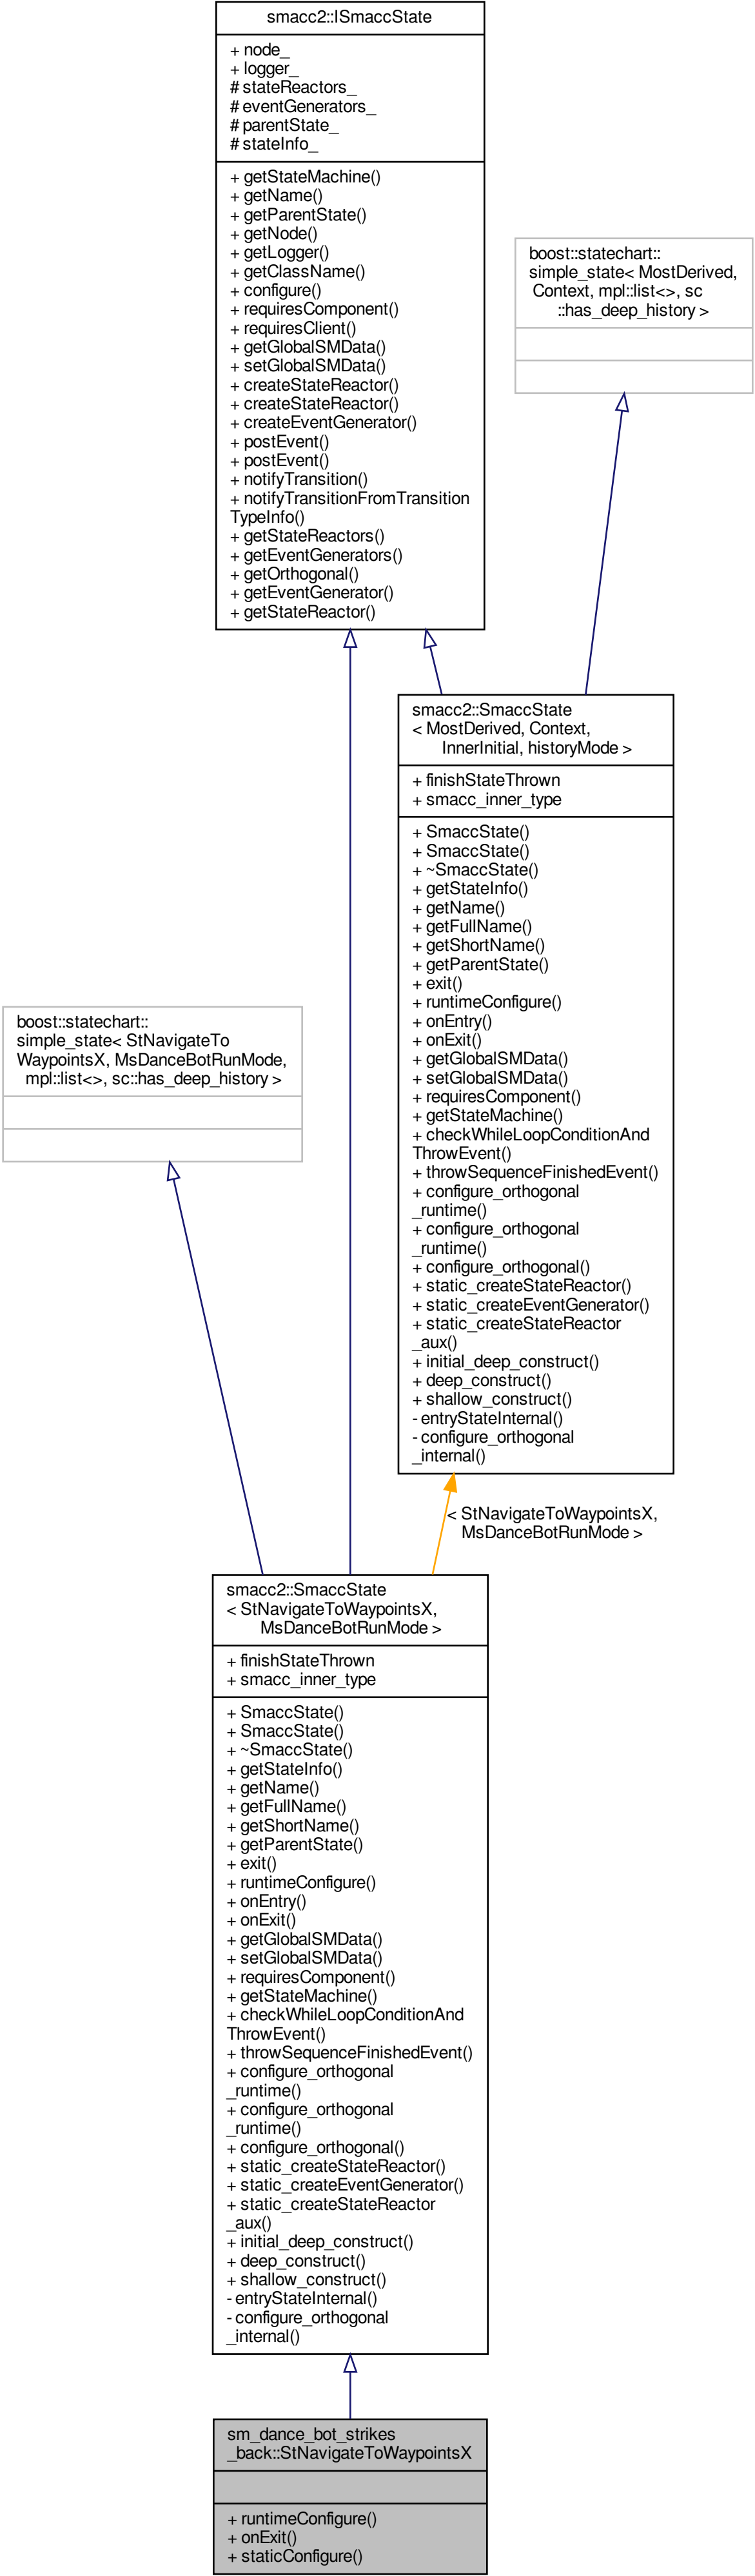 smacc2::ISmaccState
+ node_
+ logger_
# stateReactors_
# eventGenerators_
# parentState_
# stateInfo_
+ getStateMachine()
+ getName()
+ getParentState()
+ getNode()
+ getLogger()
+ getClassName()
+ configure()
+ requiresComponent()
+ requiresClient()
+ getGlobalSMData()
+ setGlobalSMData()
+ createStateReactor()
+ createStateReactor()
+ createEventGenerator()
+ postEvent()
+ postEvent()
+ notifyTransition()
+ notifyTransitionFromTransition
TypeInfo()
+ getStateReactors()
+ getEventGenerators()
+ getOrthogonal()
+ getEventGenerator()
+ getStateReactor()
boost::statechart::
simple_state< MostDerived,
Context, mpl::list<>, sc
::has_deep_history >
smacc2::SmaccState
< MostDerived, Context,
InnerInitial, historyMode >
+ finishStateThrown
+ smacc_inner_type
+ SmaccState()
+ SmaccState()
+ ~SmaccState()
+ getStateInfo()
+ getName()
+ getFullName()
+ getShortName()
+ getParentState()
+ exit()
+ runtimeConfigure()
+ onEntry()
+ onExit()
+ getGlobalSMData()
+ setGlobalSMData()
+ requiresComponent()
+ getStateMachine()
+ checkWhileLoopConditionAnd
ThrowEvent()
+ throwSequenceFinishedEvent()
+ configure_orthogonal
_runtime()
+ configure_orthogonal
_runtime()
+ configure_orthogonal()
+ static_createStateReactor()
+ static_createEventGenerator()
+ static_createStateReactor
_aux()
+ initial_deep_construct()
+ deep_construct()
+ shallow_construct()
- entryStateInternal()
- configure_orthogonal
_internal()
boost::statechart::
simple_state< StNavigateTo
WaypointsX, MsDanceBotRunMode,
mpl::list<>, sc::has_deep_history >
< StNavigateToWaypointsX,
MsDanceBotRunMode >
smacc2::SmaccState
< StNavigateToWaypointsX,
MsDanceBotRunMode >
+ finishStateThrown
+ smacc_inner_type
+ SmaccState()
+ SmaccState()
+ ~SmaccState()
+ getStateInfo()
+ getName()
+ getFullName()
+ getShortName()
+ getParentState()
+ exit()
+ runtimeConfigure()
+ onEntry()
+ onExit()
+ getGlobalSMData()
+ setGlobalSMData()
+ requiresComponent()
+ getStateMachine()
+ checkWhileLoopConditionAnd
ThrowEvent()
+ throwSequenceFinishedEvent()
+ configure_orthogonal
_runtime()
+ configure_orthogonal
_runtime()
+ configure_orthogonal()
+ static_createStateReactor()
+ static_createEventGenerator()
+ static_createStateReactor
_aux()
+ initial_deep_construct()
+ deep_construct()
+ shallow_construct()
- entryStateInternal()
- configure_orthogonal
_internal()
sm_dance_bot_strikes
_back::StNavigateToWaypointsX
+ runtimeConfigure()
+ onExit()
+ staticConfigure()